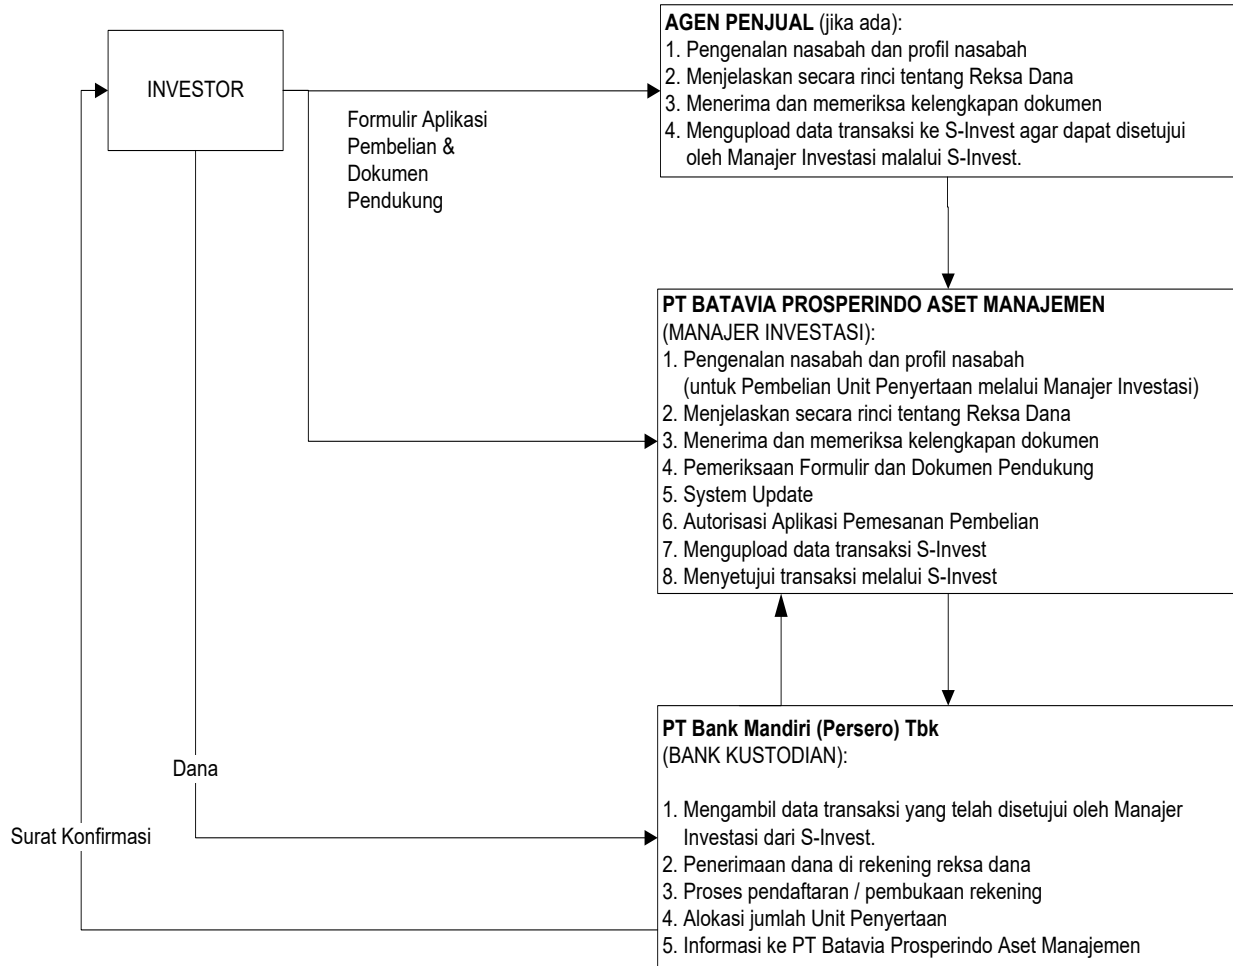 INVESTOR
Formulir Aplikasi
Pembelian &
Dokumen
Pendukung
AGEN PENJUAL (jika ada):
1. Pengenalan nasabah dan profil nasabah
2. Menjelaskan secara rinci tentang Reksa Dana
3. Menerima dan memeriksa kelengkapan dokumen
4. Mengupload data transaksi ke S-Invest agar dapat disetujui
oleh Manajer Investasi malalui S-Invest.
PT BATAVIA PROSPERINDO ASET MANAJEMEN
(MANAJER INVESTASI):
1. Pengenalan nasabah dan profil nasabah
(untuk Pembelian Unit Penyertaan melalui Manajer Investasi)
2. Menjelaskan secara rinci tentang Reksa Dana
3. Menerima dan memeriksa kelengkapan dokumen
4. Pemeriksaan Formulir dan Dokumen Pendukung
5. System Update
6. Autorisasi Aplikasi Pemesanan Pembelian
7. Mengupload data transaksi S-Invest
8. Menyetujui transaksi melalui S-Invest
Dana
Surat Konfirmasi
PT Bank Mandiri (Persero) Tbk
(BANK KUSTODIAN):
1. Mengambil data transaksi yang telah disetujui oleh Manajer
Investasi dari S-Invest.
2. Penerimaan dana di rekening reksa dana
3. Proses pendaftaran / pembukaan rekening
4. Alokasi jumlah Unit Penyertaan
5. Informasi ke PT Batavia Prosperindo Aset Manajemen